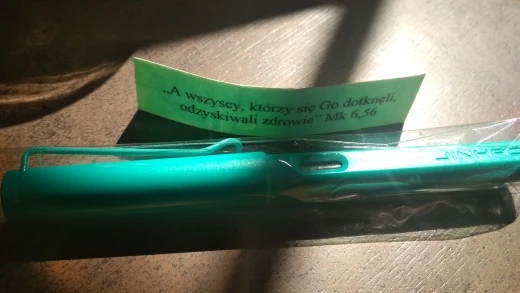 „A wszyscy, którzy się Go dotknęli,
odzyskiwali zdrowie” Mk 6,56